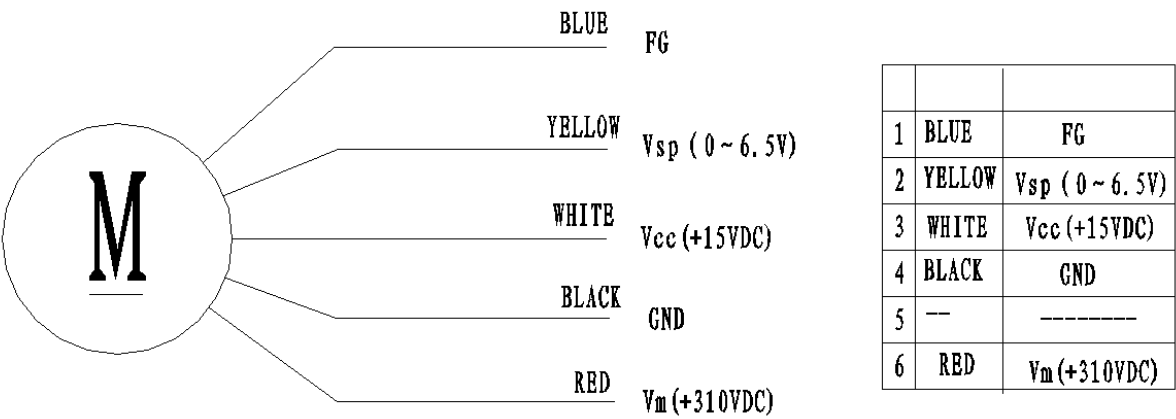 BLUE FG
YELLOW Vsp (0~6.5V)
M
WHITE Vcc(+15VDC)
BLACK GND
RED Vm(+310VDC)
1 BLUE FG
2 YELLOW Vsp (0~6.5V)
3 WHITE Vcc(+15VDC)
4 BLACK GND
5 -- --------
6 RED Vm(+310VDC)